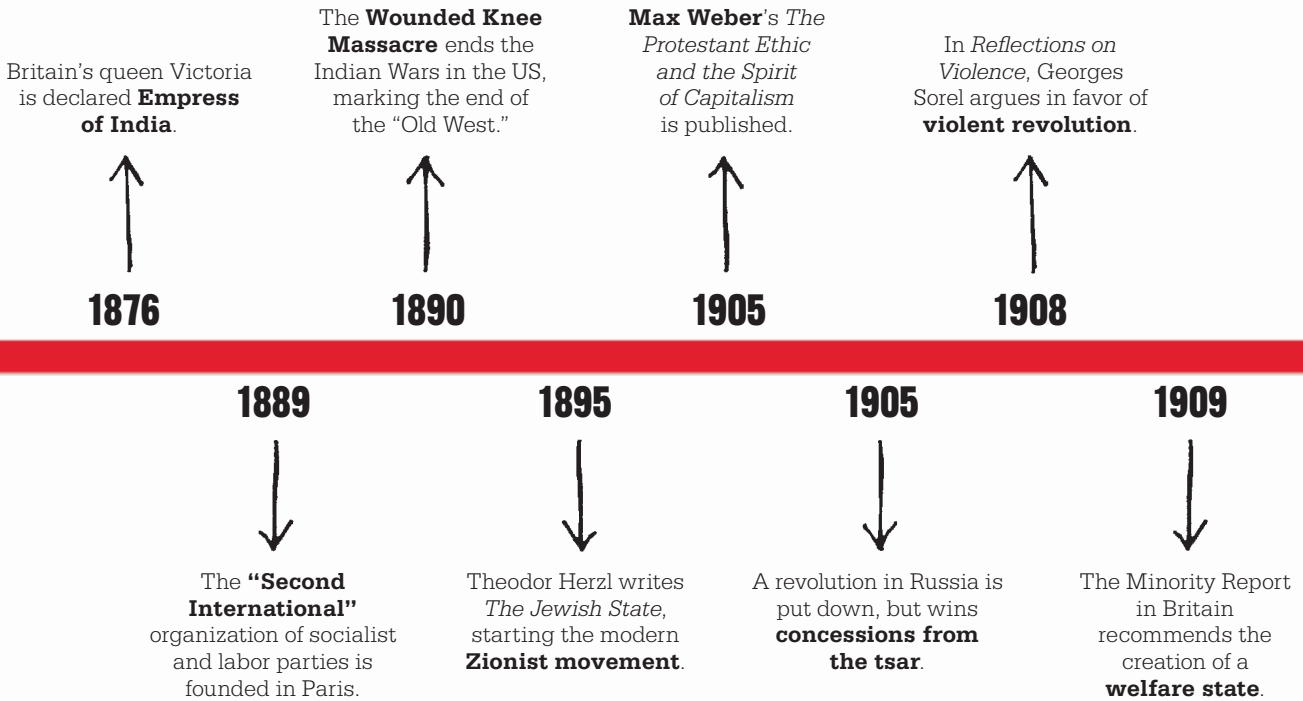 Britain’s queen Victoria
is declared Empress
of India.
1876
The Wounded Knee
Massacre ends the
Indian Wars in the US,
marking the end of
the “Old West.”
1890
Max Weber’s The
Protestant Ethic
and the Spirit
of Capitalism
is published.
1905
In Reflections on
Violence, Georges
Sorel argues in favor of
violent revolution.
1908
1889
The “Second
International”
organization of socialist
and labor parties is
founded in Paris.
1895
Theodor Herzl writes
The Jewish State,
starting the modern
Zionist movement.
1905
A revolution in Russia is
put down, but wins
concessions from
the tsar.
1909
The Minority Report
in Britain
recommends the
creation of a
welfare state.